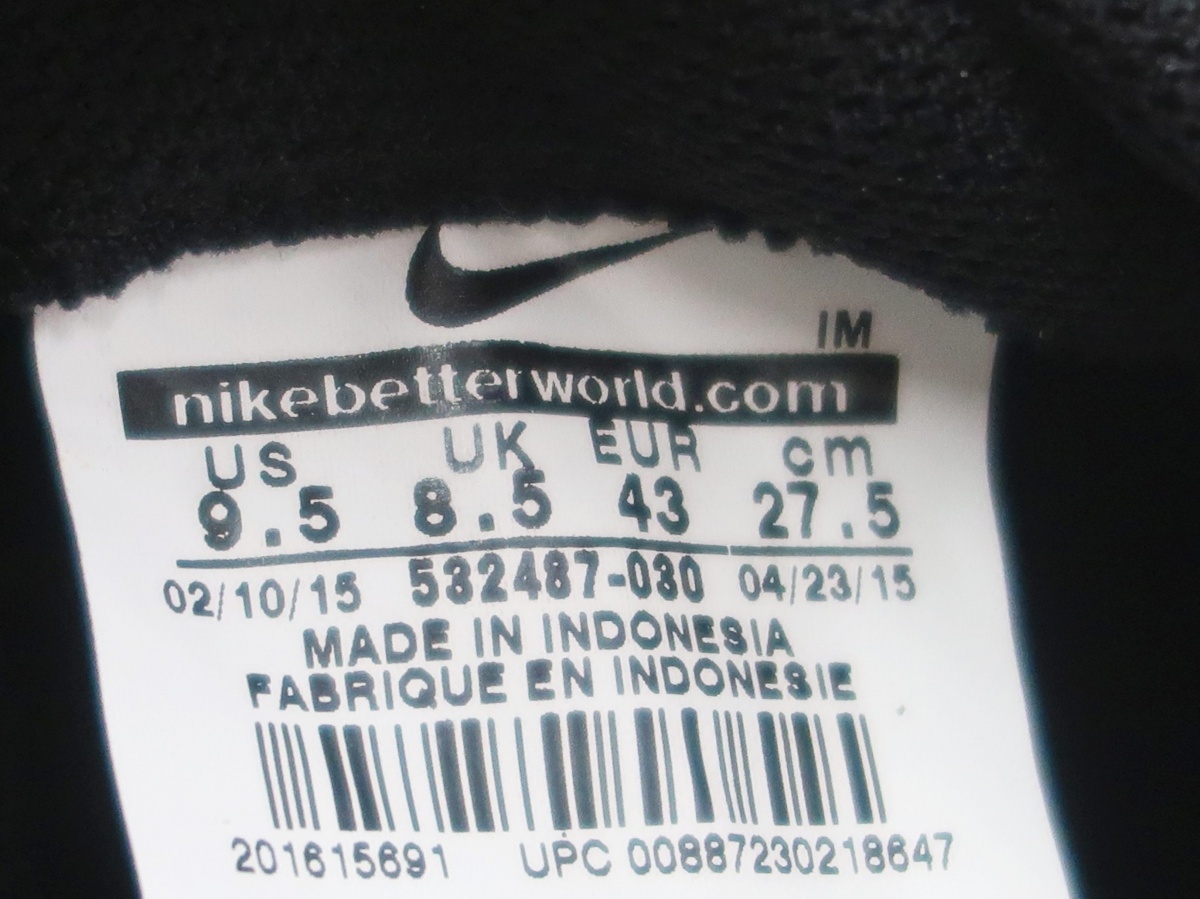 IM
nikebetterworld.com
US UK EUR cm
9.5 8.5 43 27.5
02/10/15 532487-030 04/23/15
MADE IN INDONESIA
FABRIQUE EN INDONESIE
201615691 UPC 00887230218647